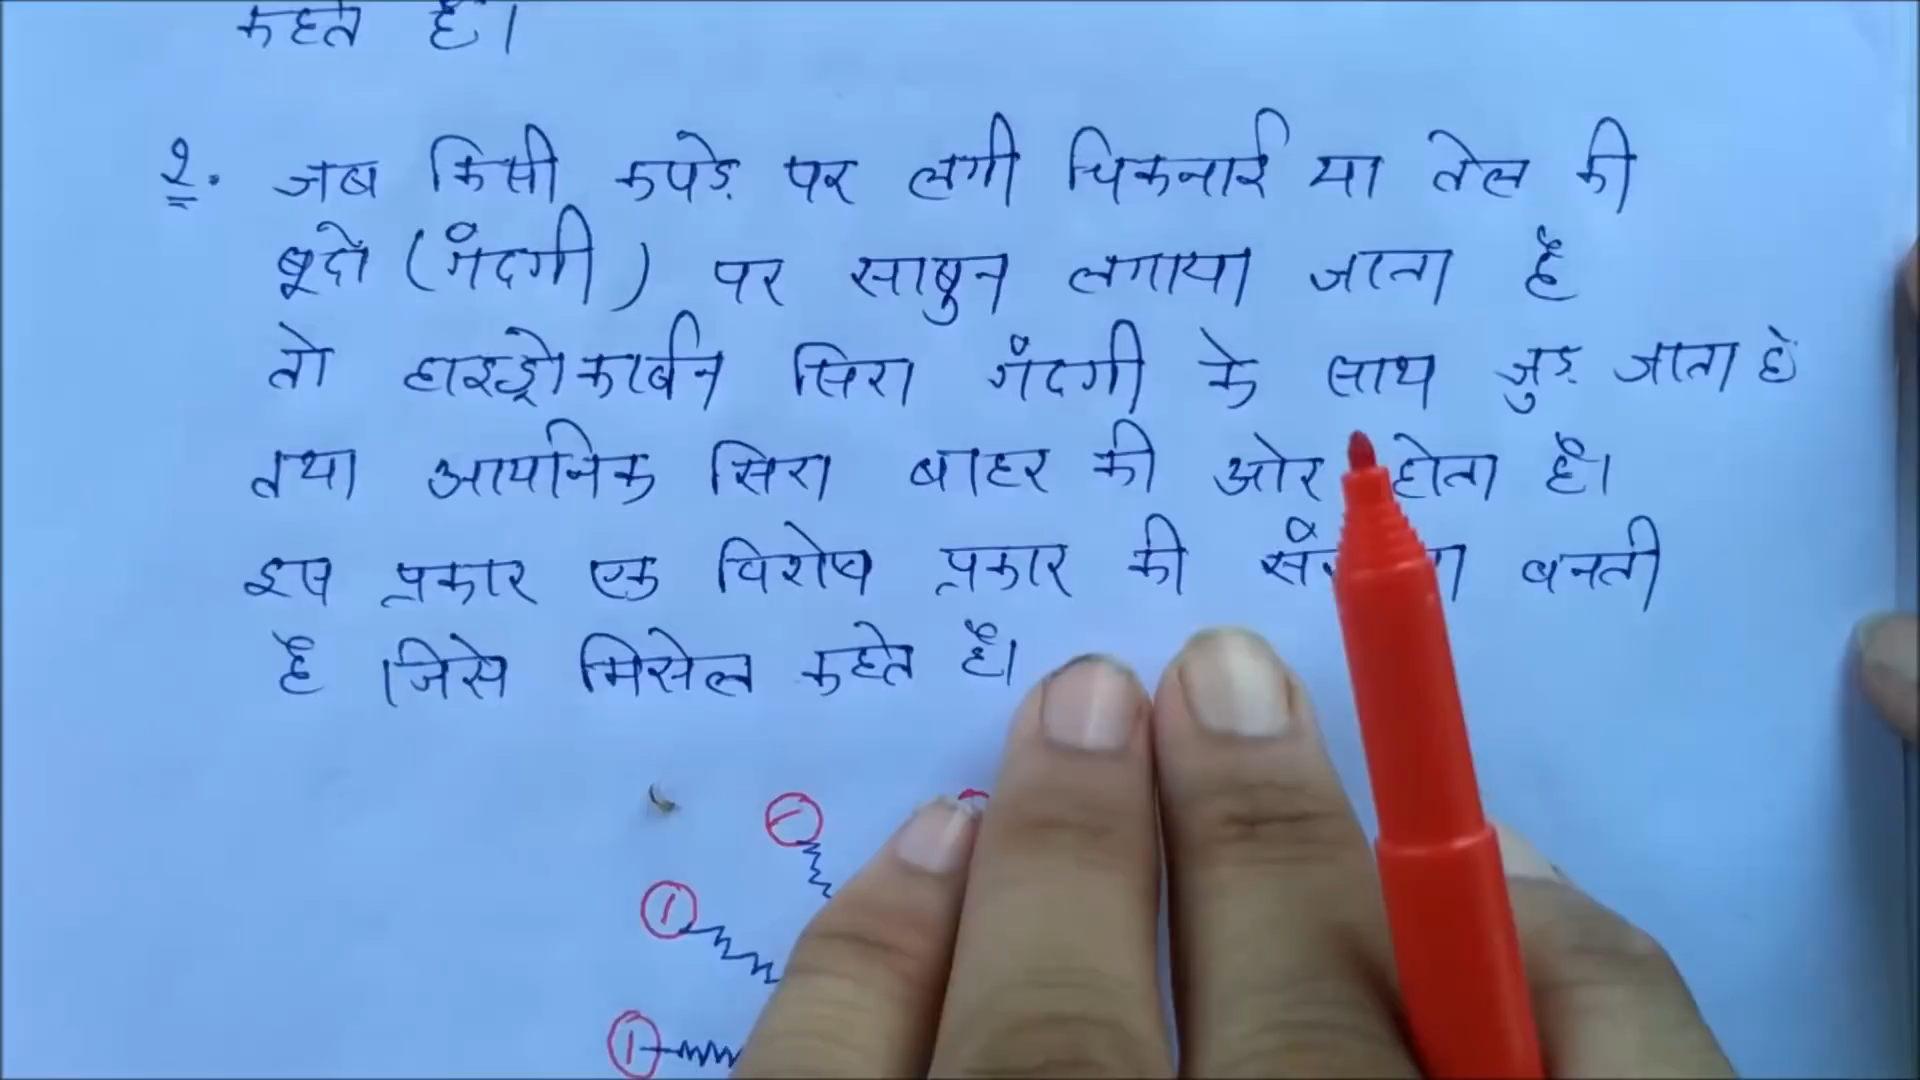 कहते हैं।
2. जब किसी कपड़े पर लगी चिकनाई या तेल की
बूदों (गंदगी) पर साबुन लगाया जाता है
तो हाइड्रोकार्बन सिरा गंदगी के साथ जुड़ जाता है
तथा आयनिक सिरा बाहर की ओर होता है।
इस प्रकार एक विशेष प्रकार की बनती
है जिसे मिसेल कहते है।